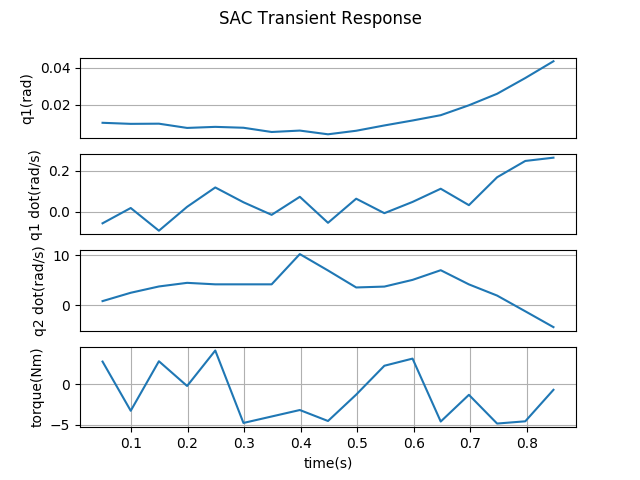 SAC Transient Response
q1(rad)
0.04
0.02
q1 dot(rad/s)
0.2
0.0
q2 dot(rad/s)
10
0
torque(Nm)
0
−5
0.1 0.2 0.3 0.4 0.5 0.6 0.7 0.8
time(s)